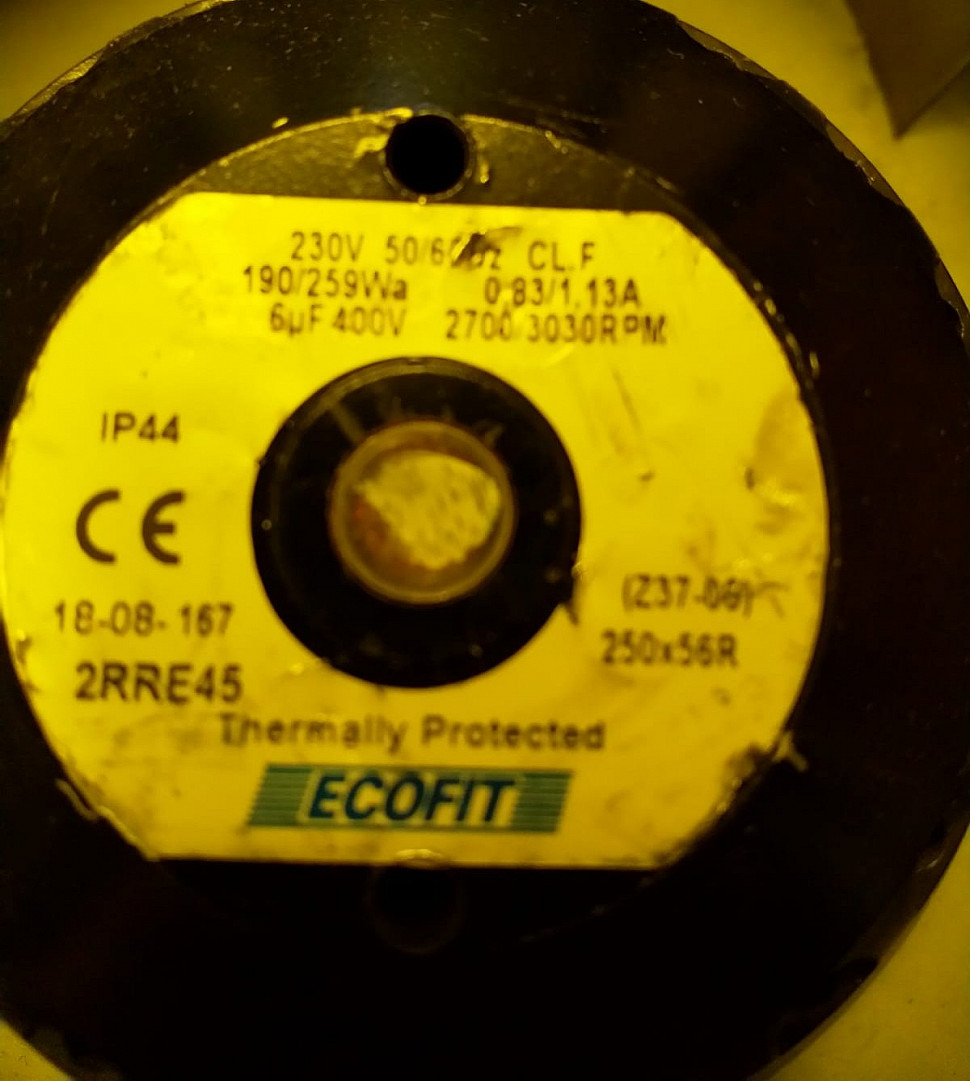 230V 50/60Hz CL.F
190/259Wa 0,83/1,13A
6µF 400V 2700/3030RPM
IP44
CE
18-08-167
2RRE45
(Z37-06)
250x56R
Thermally Protected
ECOFIT